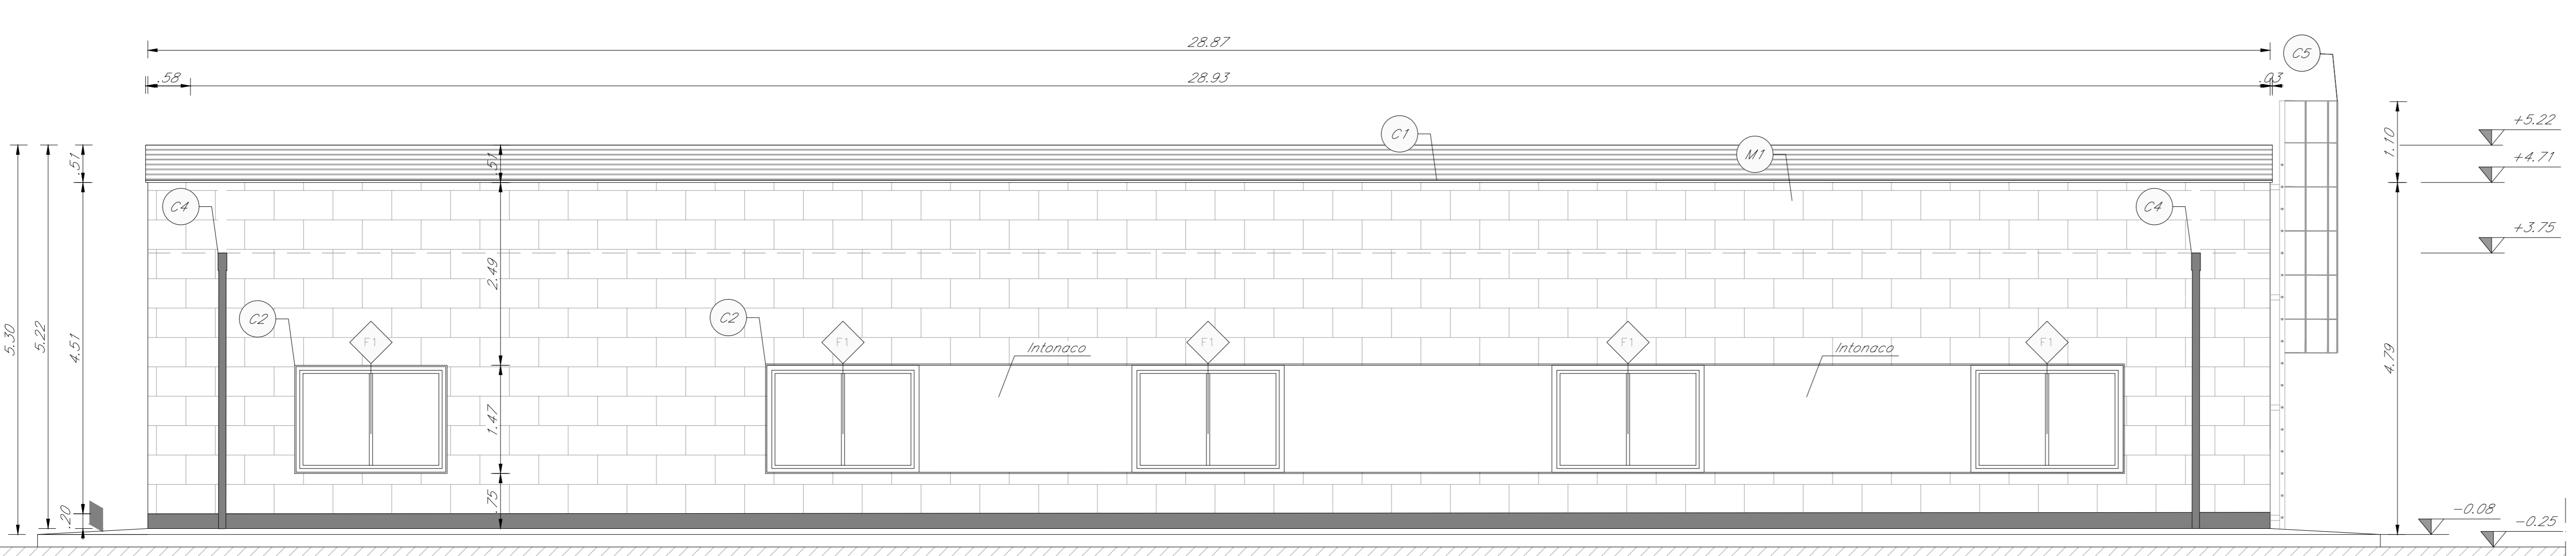 28.87
C5
.58
28.93
.03
+5.22
C1
1.10
M1
.51
.51
+4.71
C4
C4
+3.75
2.49
C2
C2
5.30
5.22
4.51
F1
F1
F1
F1
F1
Intonaco
Intonaco
4.79
1.47
.75
.20
-0.08
-0.25